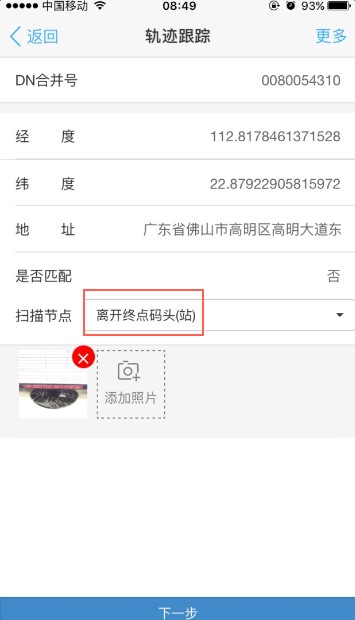 中国移动 08:49 93%
返回 轨迹跟踪 更多
DN合并号 0080054310
经 度 112.8178461371528
纬 度 22.87922905815972
地 址 广东省佛山市高明区高明大道东
是否匹配 否
扫描节点 离开终点码头(站)
添加照片
下一步